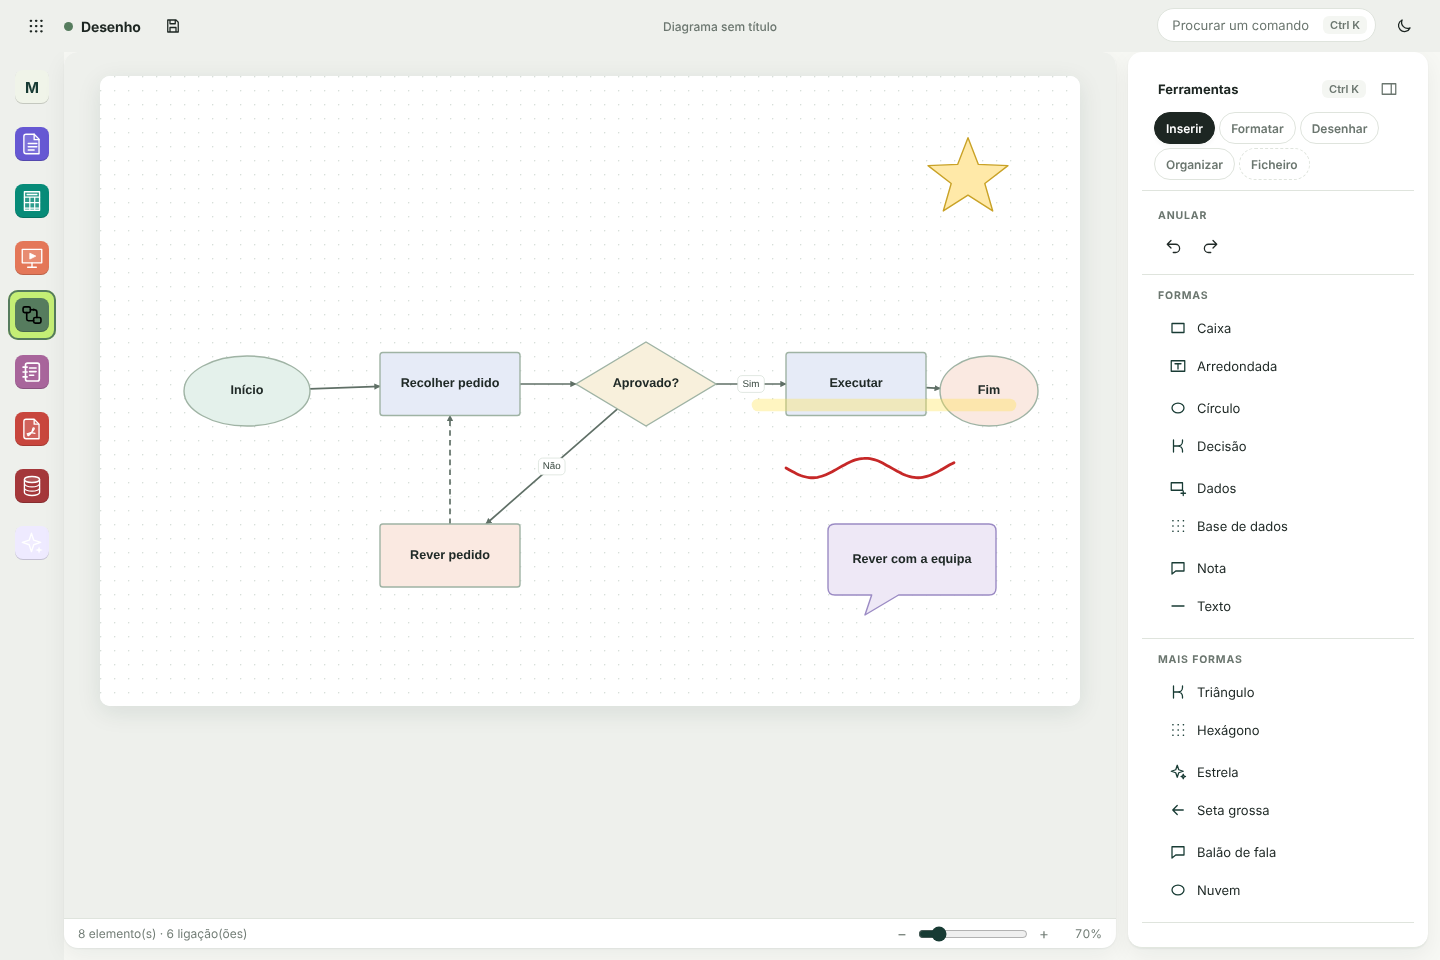 Desenho
Diagrama sem título
Procurar um comando Ctrl K
M
Ferramentas Ctrl K
Inserir Formatar Desenhar
Organizar Ficheiro
ANULAR
FORMAS
Caixa
Arredondada
Círculo
Decisão
Dados
Base de dados
Nota
Texto
MAIS FORMAS
Triângulo
Hexágono
Estrela
Seta grossa
Balão de fala
Nuvem
Início
Recolher pedido
Aprovado?
Sim
Executar
Fim
Não
Rever pedido
Rever com a equipa
8 elemento(s) · 6 ligação(ões)
− + 70%